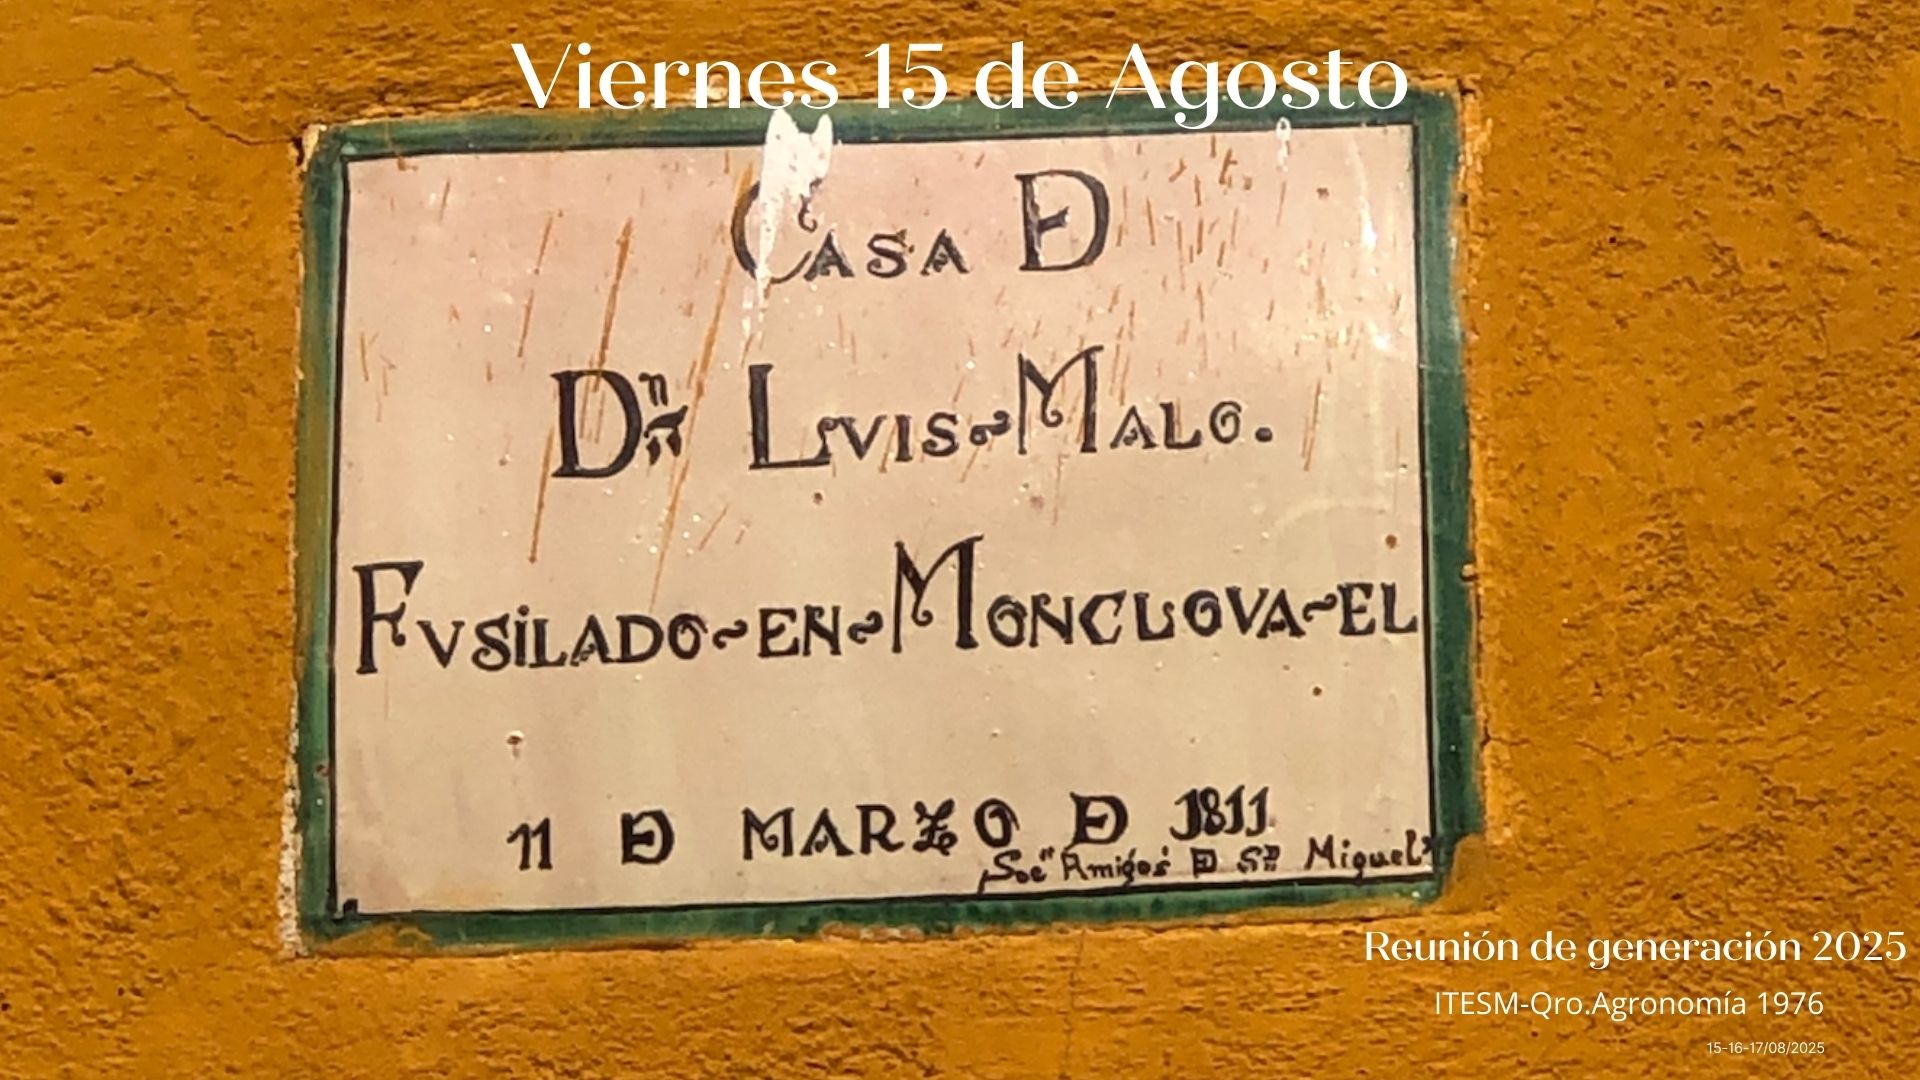 Viernes 15 de Agosto
CASA D
Dn LVIS~MALO.
FVSiLADO~EN~MONCLOVA~EL
11 D MARZO D 1811
Soc "Amigos D Sn Miguel"
Reunión de generación 2025
ITESM-Qro.Agronomía 1976
15-16-17/08/2025